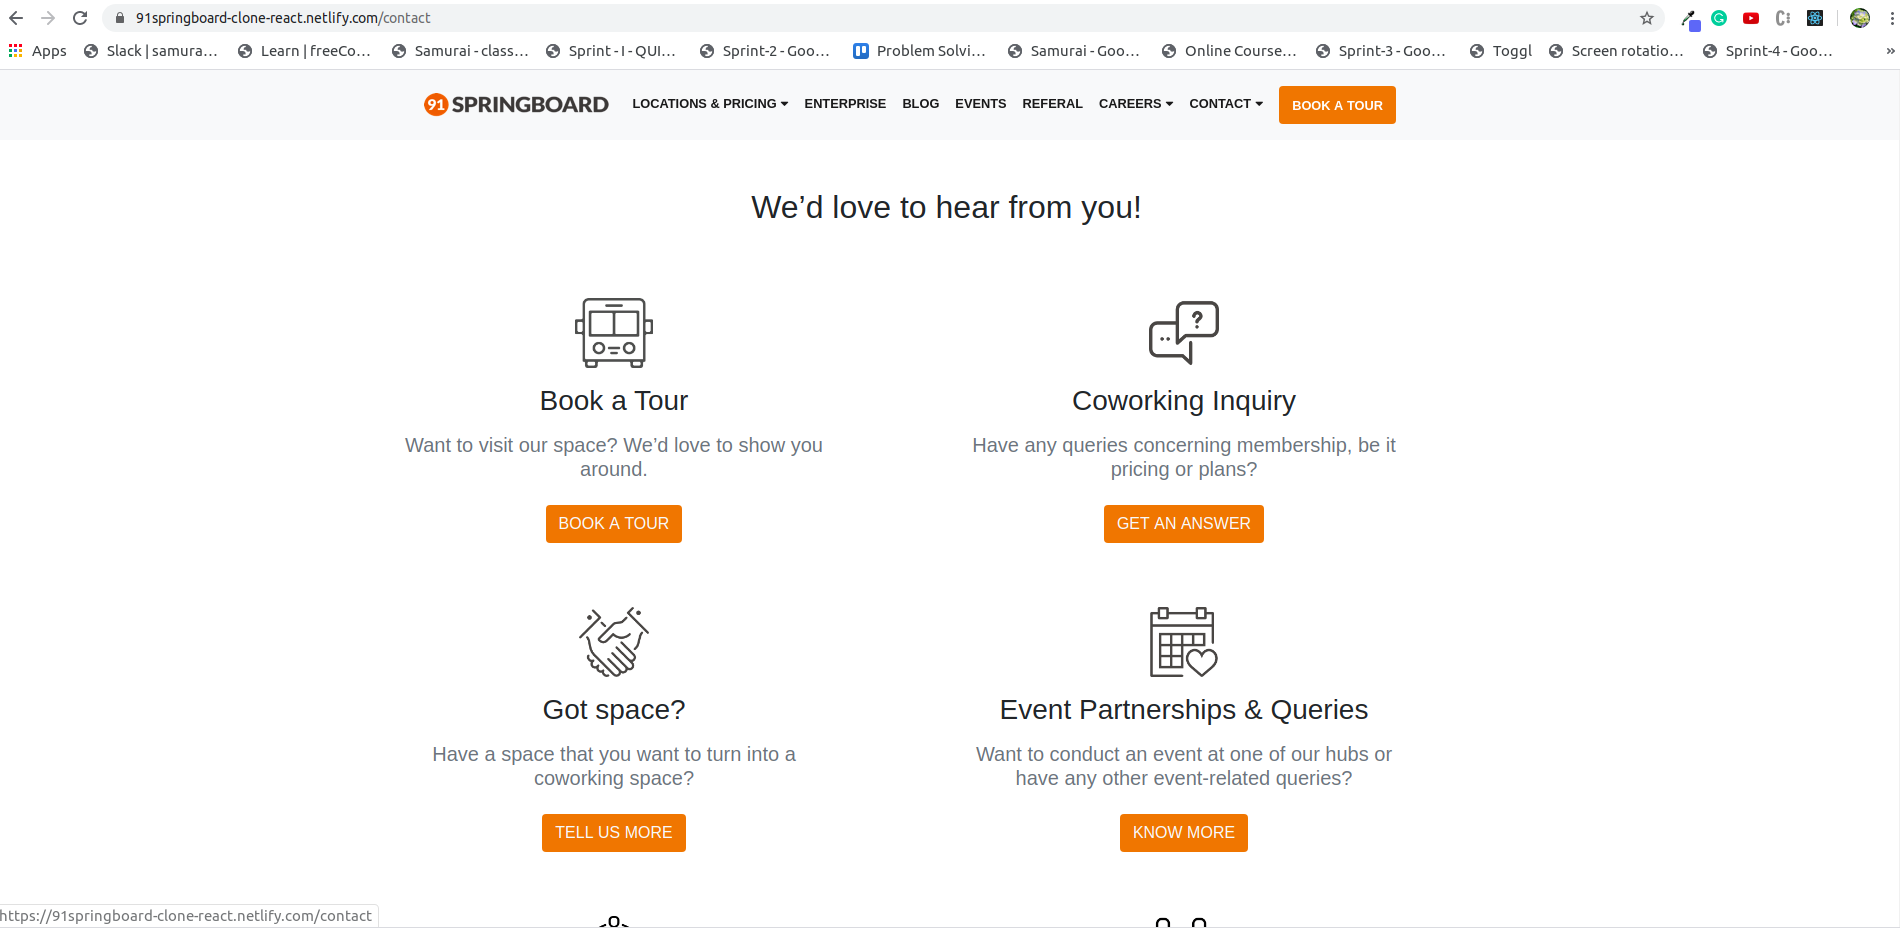 91springboard-clone-react.netlify.com/contact
Apps Slack | samura... Learn | freeCo... Samurai - class... Sprint - I - QUI... Sprint-2 - Goo... Problem Solvi... Samurai - Goo... Online Course... Sprint-3 - Goo... Toggl Screen rotatio... Sprint-4 - Goo... »
91 SPRINGBOARD LOCATIONS & PRICING ENTERPRISE BLOG EVENTS REFERAL CAREERS CONTACT BOOK A TOUR
We’d love to hear from you!
Book a Tour
Want to visit our space? We’d love to show you
around.
BOOK A TOUR
Coworking Inquiry
Have any queries concerning membership, be it
pricing or plans?
GET AN ANSWER
Got space?
Have a space that you want to turn into a
coworking space?
TELL US MORE
Event Partnerships & Queries
Want to conduct an event at one of our hubs or
have any other event-related queries?
KNOW MORE
https://91springboard-clone-react.netlify.com/contact